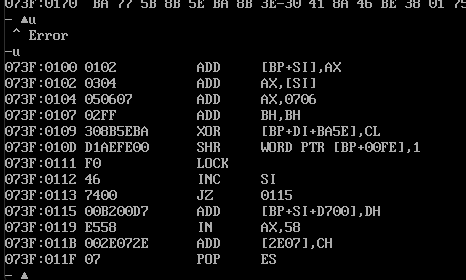 073F:0170 BA 77 5B 8B 5E BA 8B 3E-30 41 8A 46 BE 38 01 75
- ▲u
^ Error
-u
073F:0100 0102 ADD [BP+SI],AX
073F:0102 0304 ADD AX,[SI]
073F:0104 050607 ADD AX,0706
073F:0107 02FF ADD BH,BH
073F:0109 308B5EBA XOR [BP+DI+BA5E],CL
073F:010D D1AEFE00 SHR WORD PTR [BP+00FE],1
073F:0111 F0 LOCK
073F:0112 46 INC SI
073F:0113 7400 JZ 0115
073F:0115 00B200D7 ADD [BP+SI+D700],DH
073F:0119 E558 IN AX,58
073F:011B 002E072E ADD [2E07],CH
073F:011F 07 POP ES
- ▲